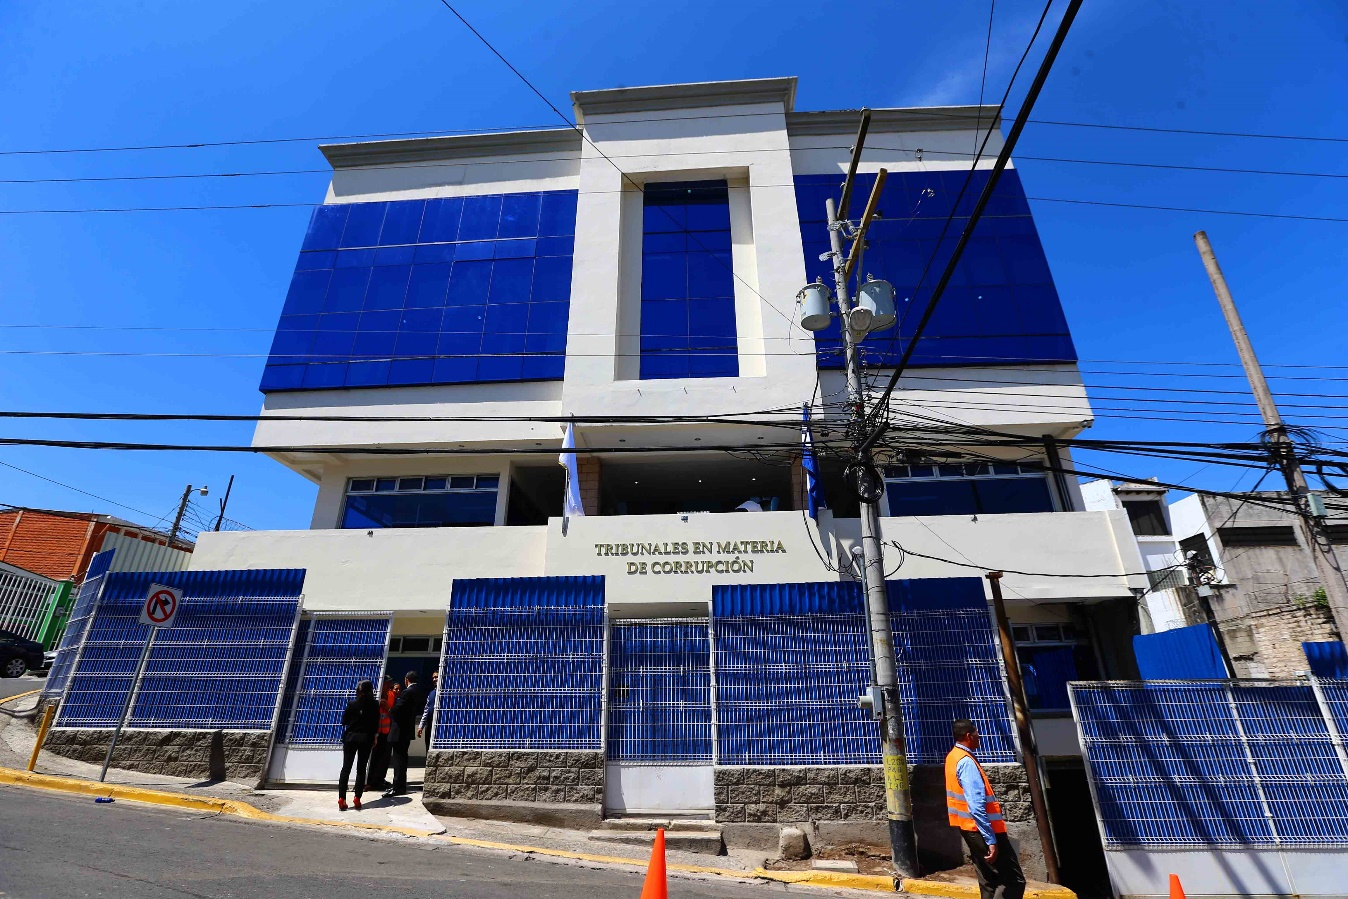 TRIBUNALES EN MATERIA
DE CORRUPCIÓN